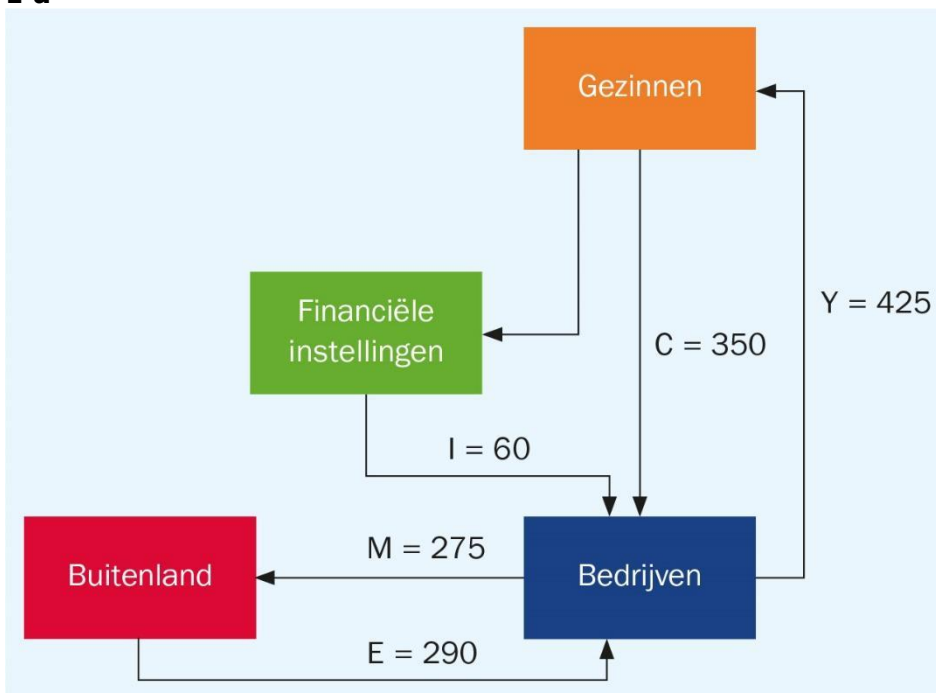 Gezinnen
Financiële
instellingen
Y = 425
C = 350
I = 60
Buitenland
M = 275
Bedrijven
E = 290